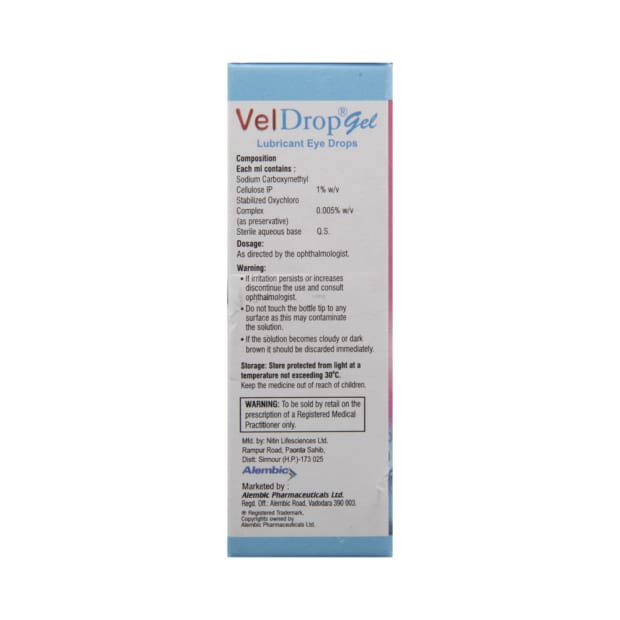 VelDrop® Gel
Lubricant Eye Drops
Composition
Each ml contains :
Sodium Carboxymethyl
Cellulose IP 1% w/v
Stabilized Oxychloro
Complex 0.005% w/v
(as preservative)
Sterile aqueous base Q.S.
Dosage:
As directed by the ophthalmologist.
Warning:
• If irritation persists or increases
discontinue the use and consult
ophthalmologist.
• Do not touch the bottle tip to any
surface as this may contaminate
the solution.
• If the solution becomes cloudy or dark
brown it should be discarded immediately.
Storage: Store protected from light at a
temperature not exceeding 30°C.
Keep the medicine out of reach of children.
WARNING: To be sold by retail on the
prescription of a Registered Medical
Practitioner only.
Mfd. by: Nitin Lifesciences Ltd.
Rampur Road, Paonta Sahib,
Distt: Sirmour (H.P.)-173 025
Alembic
Marketed by :
Alembic Pharmaceuticals Ltd.
Regd. Off.: Alembic Road, Vadodara 390 003.
® Registered Trademark,
Copyrights owned by
Alembic Pharmaceuticals Ltd.